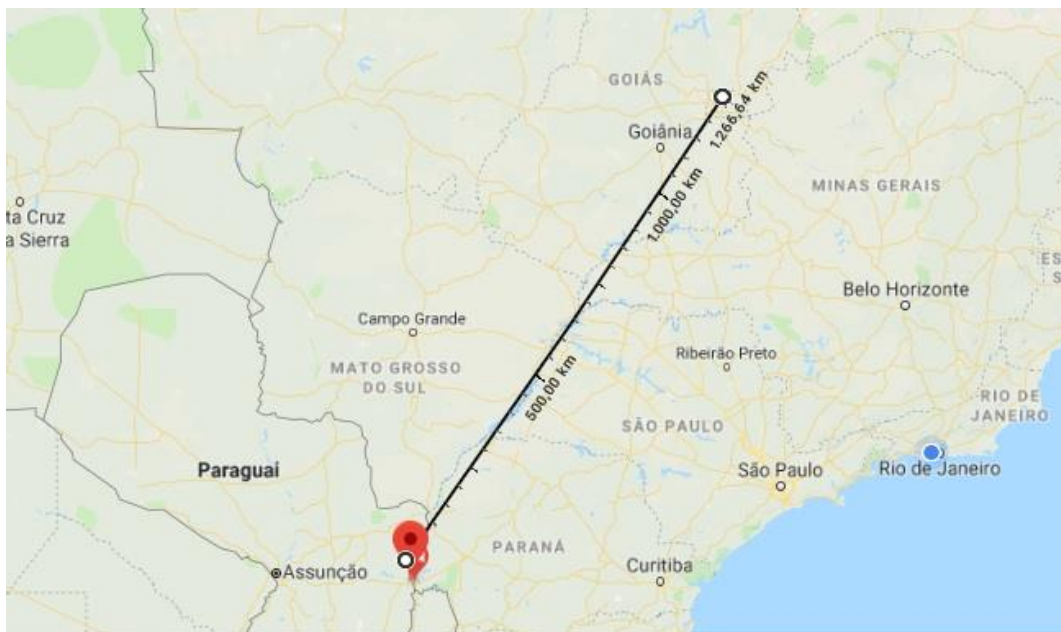 GOIÁS
1.266,64 km
Goiânia
1.000,00 km
MINAS GERAIS
ta Cruz
a Sierra
Belo Horizonte
Campo Grande
Ribeirão Preto
MATO GROSSO
DO SUL
500,00 km
ES
S
RIO DE
JANEIRO
SÃO PAULO
Paraguai
São Paulo
Rio de Janeiro
PARANÁ
Curitiba
Assunção